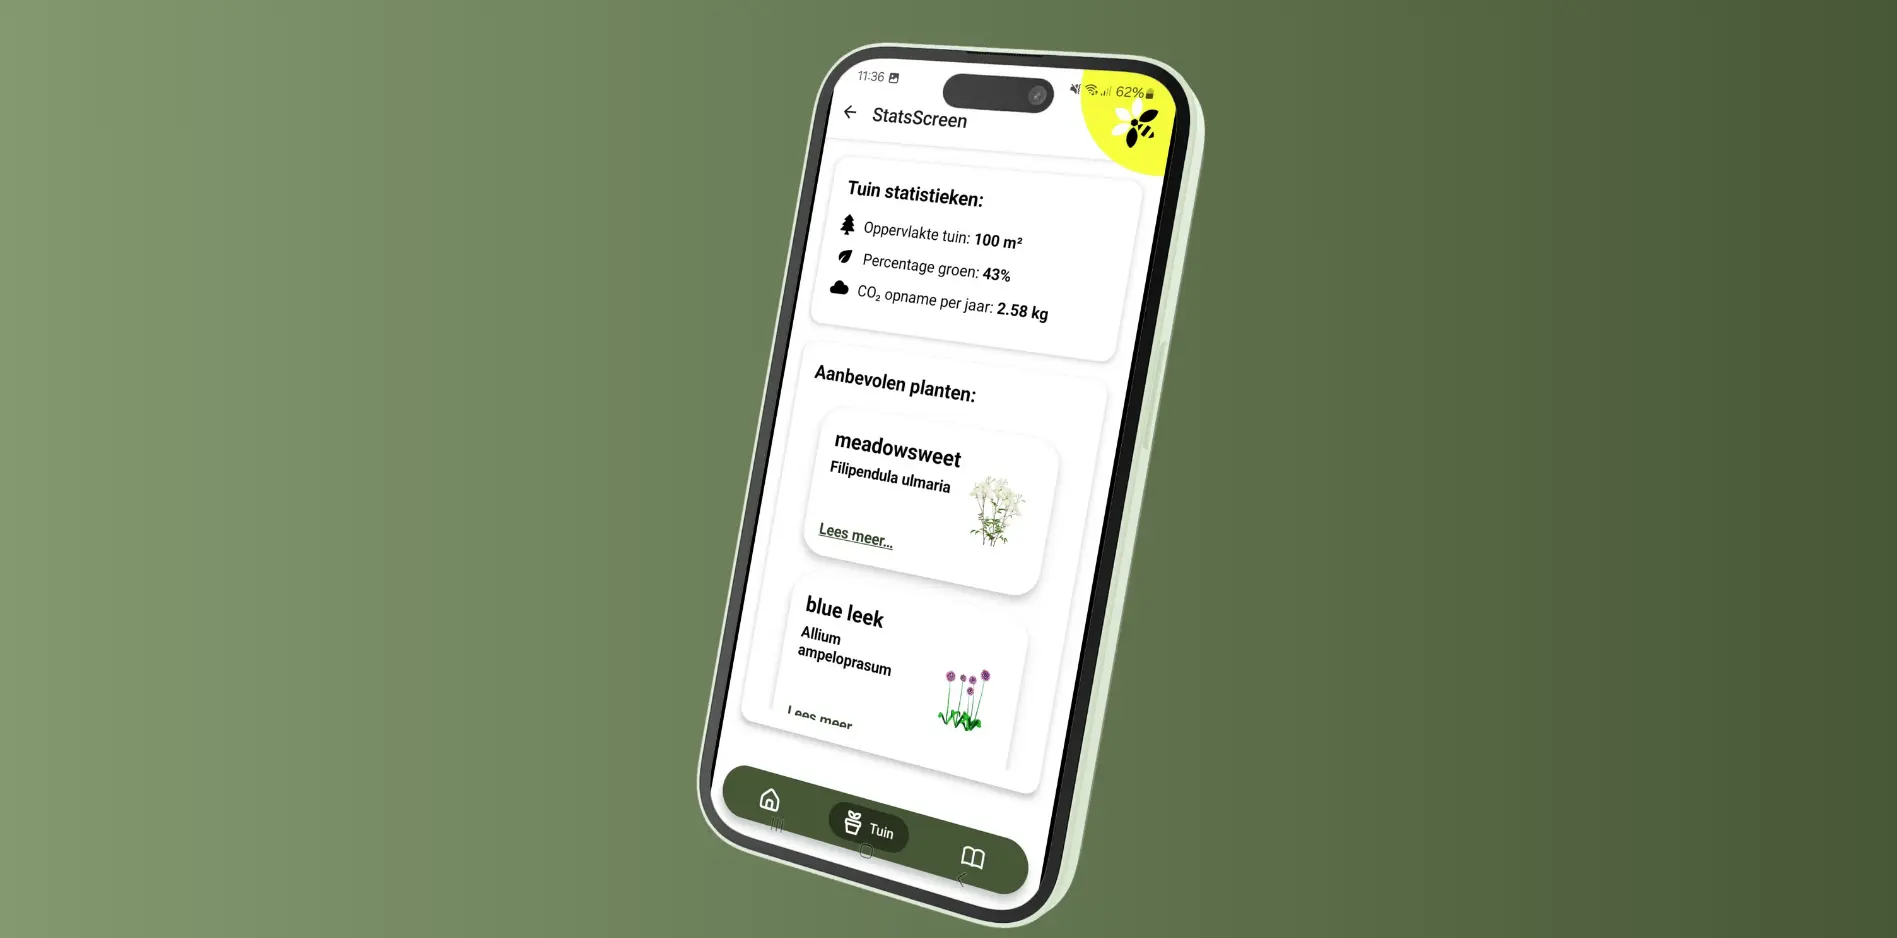 11:36
62%
StatsScreen
Tuin statistieken:
Oppervlakte tuin: 100 m²
Percentage groen: 43%
CO₂ opname per jaar: 2.58 kg
Aanbevolen planten:
meadowsweet
Filipendula ulmaria
Lees meer...
blue leek
Allium
ampeloprasum
Lees meer
Tuin